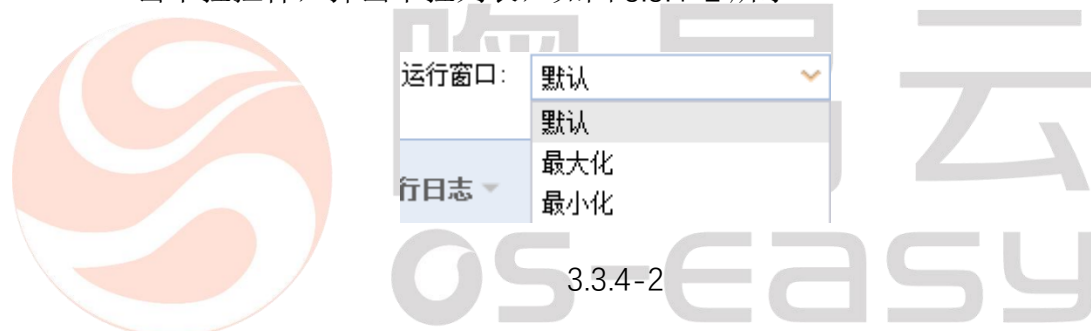 运行窗口： 默认
默认
最大化
行日志
最小化
3.3.4-2
os-easy